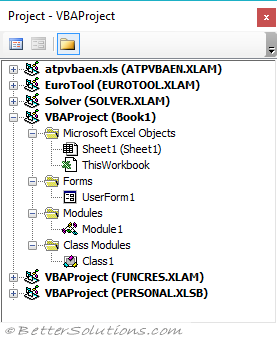 Project - VBAProject
atpvbaen.xls (ATPVBAEN.XLAM)
EuroTool (EUROTOOL.XLAM)
Solver (SOLVER.XLAM)
VBAProject (Book1)
Microsoft Excel Objects
Sheet1 (Sheet1)
ThisWorkbook
Forms
UserForm1
Modules
Module1
Class Modules
Class1
VBAProject (FUNCRES.XLAM)
VBAProject (PERSONAL.XLSB)
©BetterSolutions.com